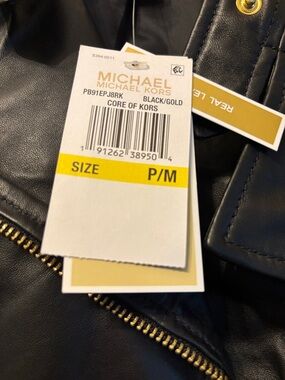 MICHAEL
MICHAEL KORS
PB91EPJ8RK
BLACK/GOLD
CORE OF KORS
1 91262 38950 4
SIZE P/M
REAL LE